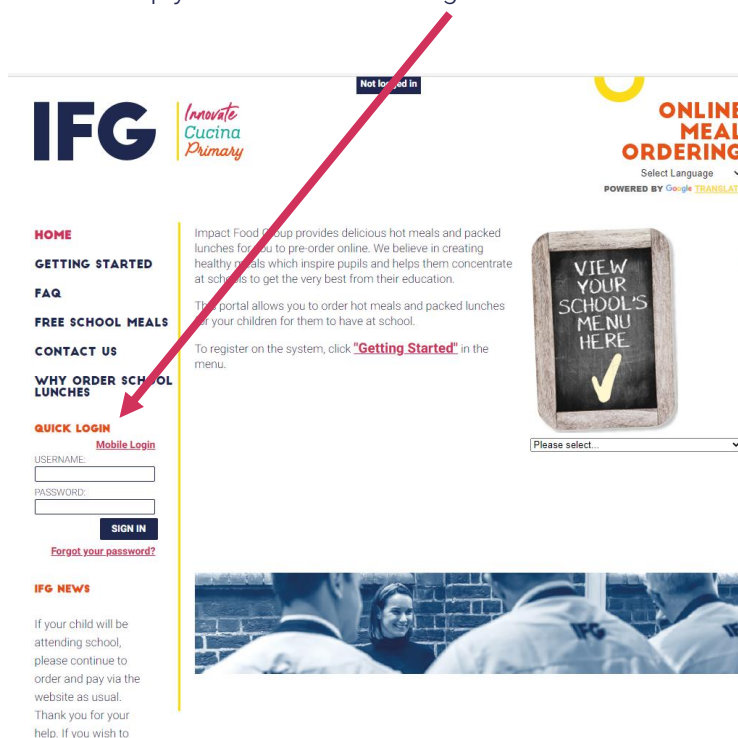 Not logged in
IFG
Innovate
Cucina
Primary
ONLINE
MEAL
ORDERING
Select Language
POWERED BY Google TRANSLAT
HOME
GETTING STARTED
FAQ
FREE SCHOOL MEALS
CONTACT US
WHY ORDER SCHOOL
LUNCHES
QUICK LOGIN
Mobile Login
USERNAME:
PASSWORD:
SIGN IN
Forgot your password?
IFG NEWS
If your child will be
attending school,
please continue to
order and pay via the
website as usual.
Thank you for your
help. If you wish to
Impact Food Group provides delicious hot meals and packed
lunches for you to pre-order online. We believe in creating
healthy meals which inspire pupils and helps them concentrate
at schools to get the very best from their education.
This portal allows you to order hot meals and packed lunches
for your children for them to have at school.
To register on the system, click "Getting Started" in the
menu.
VIEW
YOUR
SCHOOL'S
MENU
HERE
Please select...
IFG